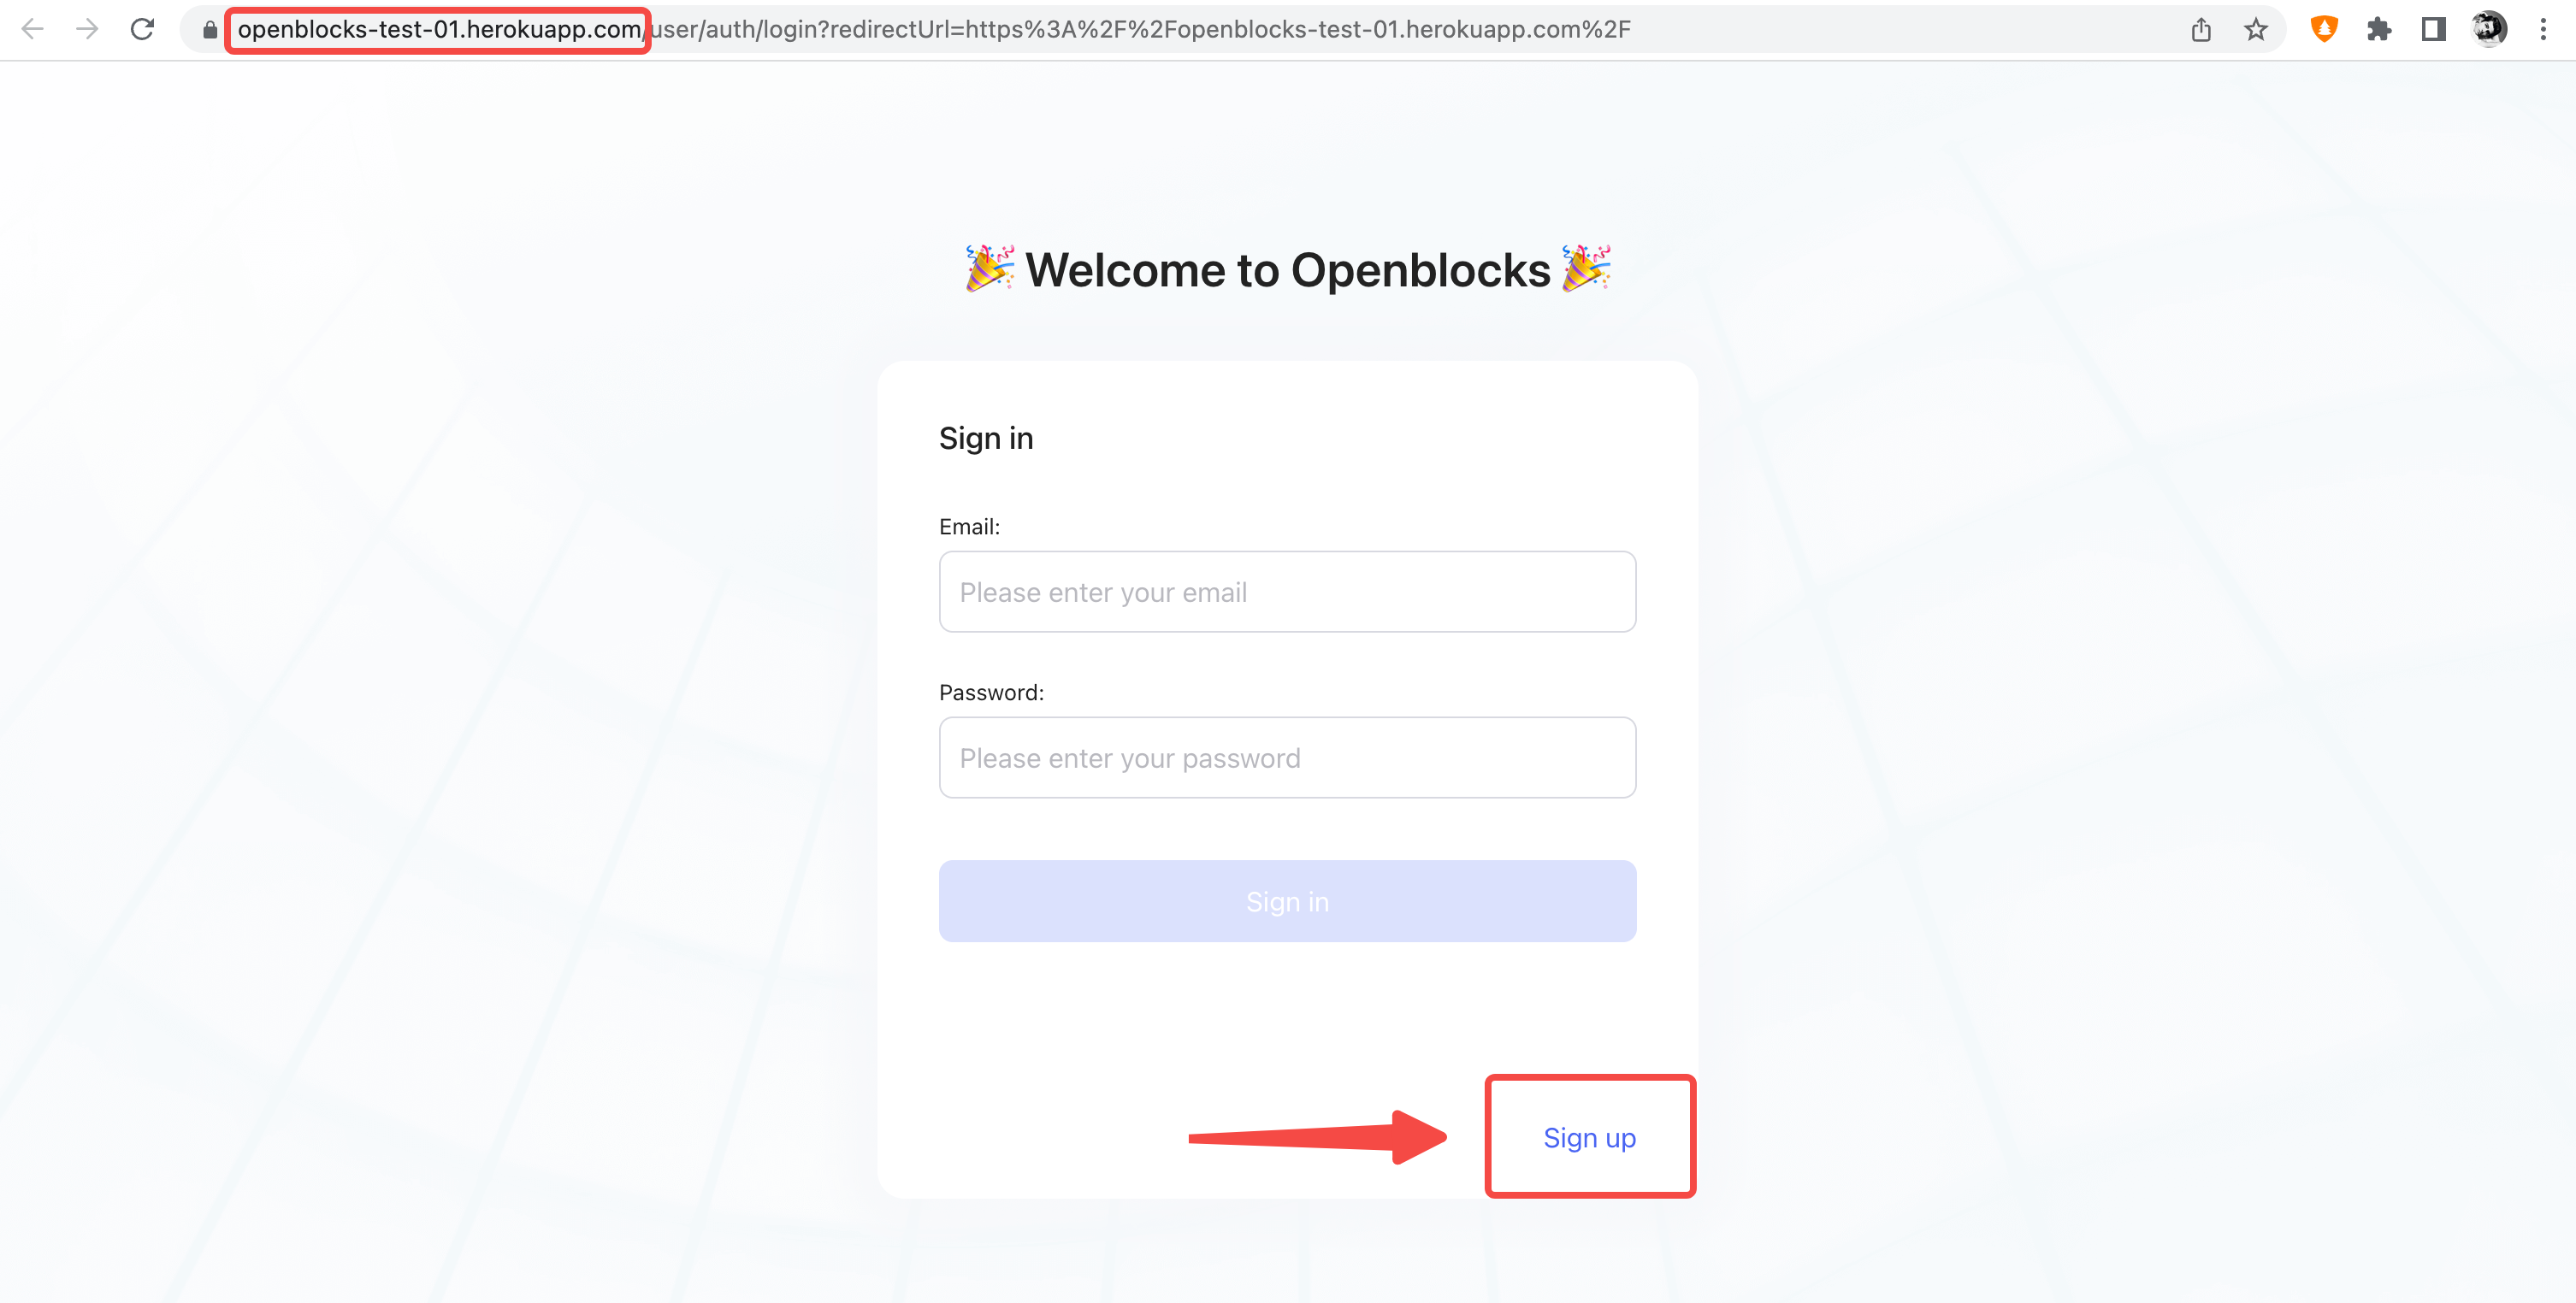 openblocks-test-01.herokuapp.com/user/auth/login?redirectUrl=https%3A%2F%2Fopenblocks-test-01.herokuapp.com%2F
🎉 Welcome to Openblocks 🎉
Sign in
Email:
Please enter your email
Password:
Please enter your password
Sign in
Sign up